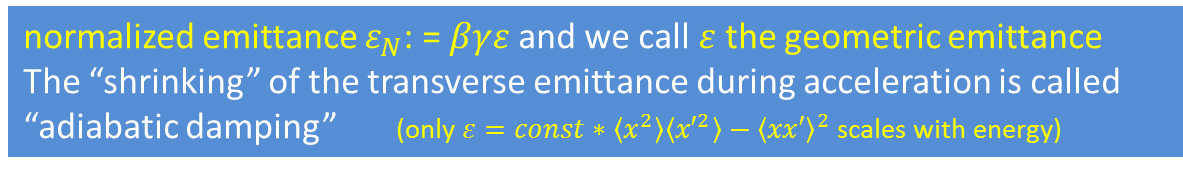 normalized emittance 𝜀𝑁: = 𝛽𝛾𝜀 and we call 𝜀 the geometric emittance
The “shrinking” of the transverse emittance during acceleration is called
“adiabatic damping” (only 𝜀 = 𝑐𝑜𝑛𝑠𝑡 ∗ ⟨𝑥²⟩⟨𝑥′²⟩ − ⟨𝑥𝑥′⟩² scales with energy)